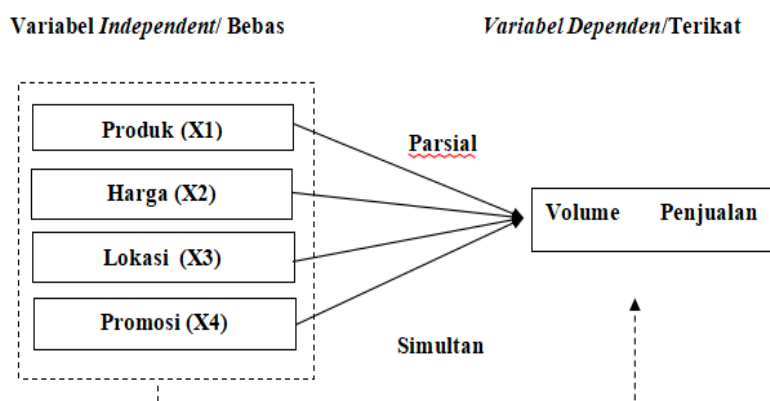 Variabel Independent/ Bebas
Variabel Dependen/Terikat
Produk (X1)
Parsial
Harga (X2)
Volume Penjualan
Lokasi (X3)
Promosi (X4)
Simultan